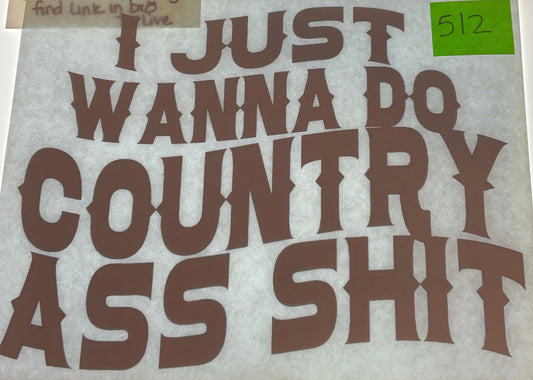 find Link in bio
Live
512
I JUST
WANNA DO
COUNTRY
ASS SHIT